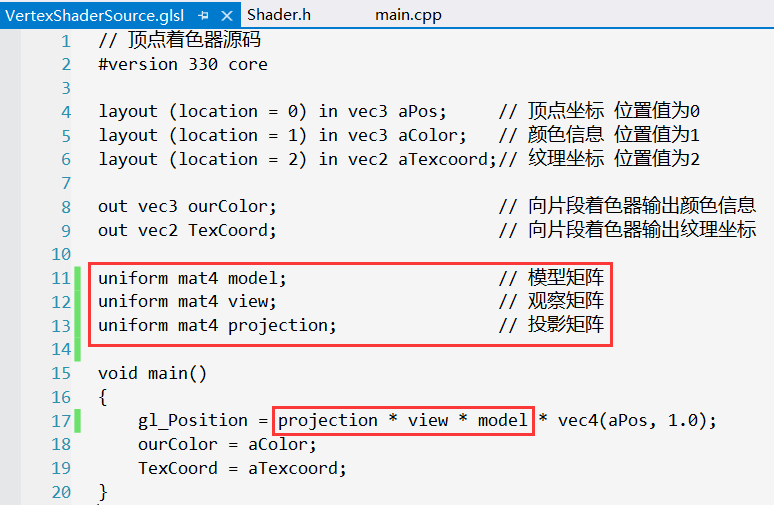 VertexShaderSource.glsl Shader.h main.cpp
1 // 顶点着色器源码
2 #version 330 core
3
4 layout (location = 0) in vec3 aPos; // 顶点坐标 位置值为0
5 layout (location = 1) in vec3 aColor; // 颜色信息 位置值为1
6 layout (location = 2) in vec2 aTexcoord;// 纹理坐标 位置值为2
7
8 out vec3 ourColor; // 向片段着色器输出颜色信息
9 out vec2 TexCoord; // 向片段着色器输出纹理坐标
10
11 uniform mat4 model; // 模型矩阵
12 uniform mat4 view; // 观察矩阵
13 uniform mat4 projection; // 投影矩阵
14
15 void main()
16 {
17 gl_Position = projection * view * model * vec4(aPos, 1.0);
18 ourColor = aColor;
19 TexCoord = aTexcoord;
20 }